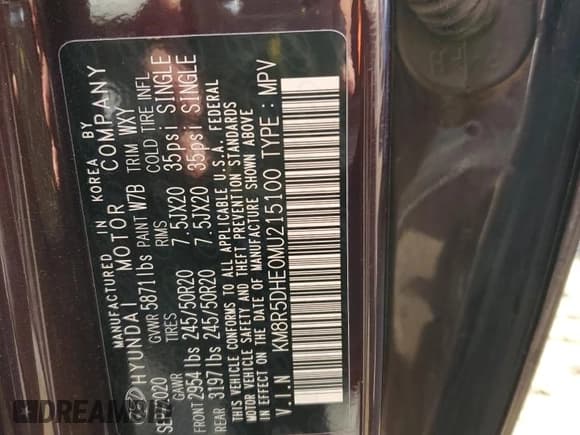 MANUFACTURED IN KOREA BY
HYUNDAI MOTOR COMPANY
2020 GVWR 5871lbs PAINT W7B TRIM WXY
GAWR TIRES RIMS COLD TIRE INFL
FRONT 2954lbs 245/50R20 7.5JX20 35psi SINGLE
REAR 3197lbs 245/50R20 7.5JX20 35psi SINGLE
THIS VEHICLE CONFORMS TO ALL APPLICABLE U.S.A. FEDERAL
MOTOR VEHICLE SAFETY AND THEFT PREVENTION STANDARDS
IN EFFECT ON THE DATE OF MANUFACTURE SHOWN ABOVE
V.I.N KM8R5DHE0MU215100 TYPE : MPV
DREAMBID